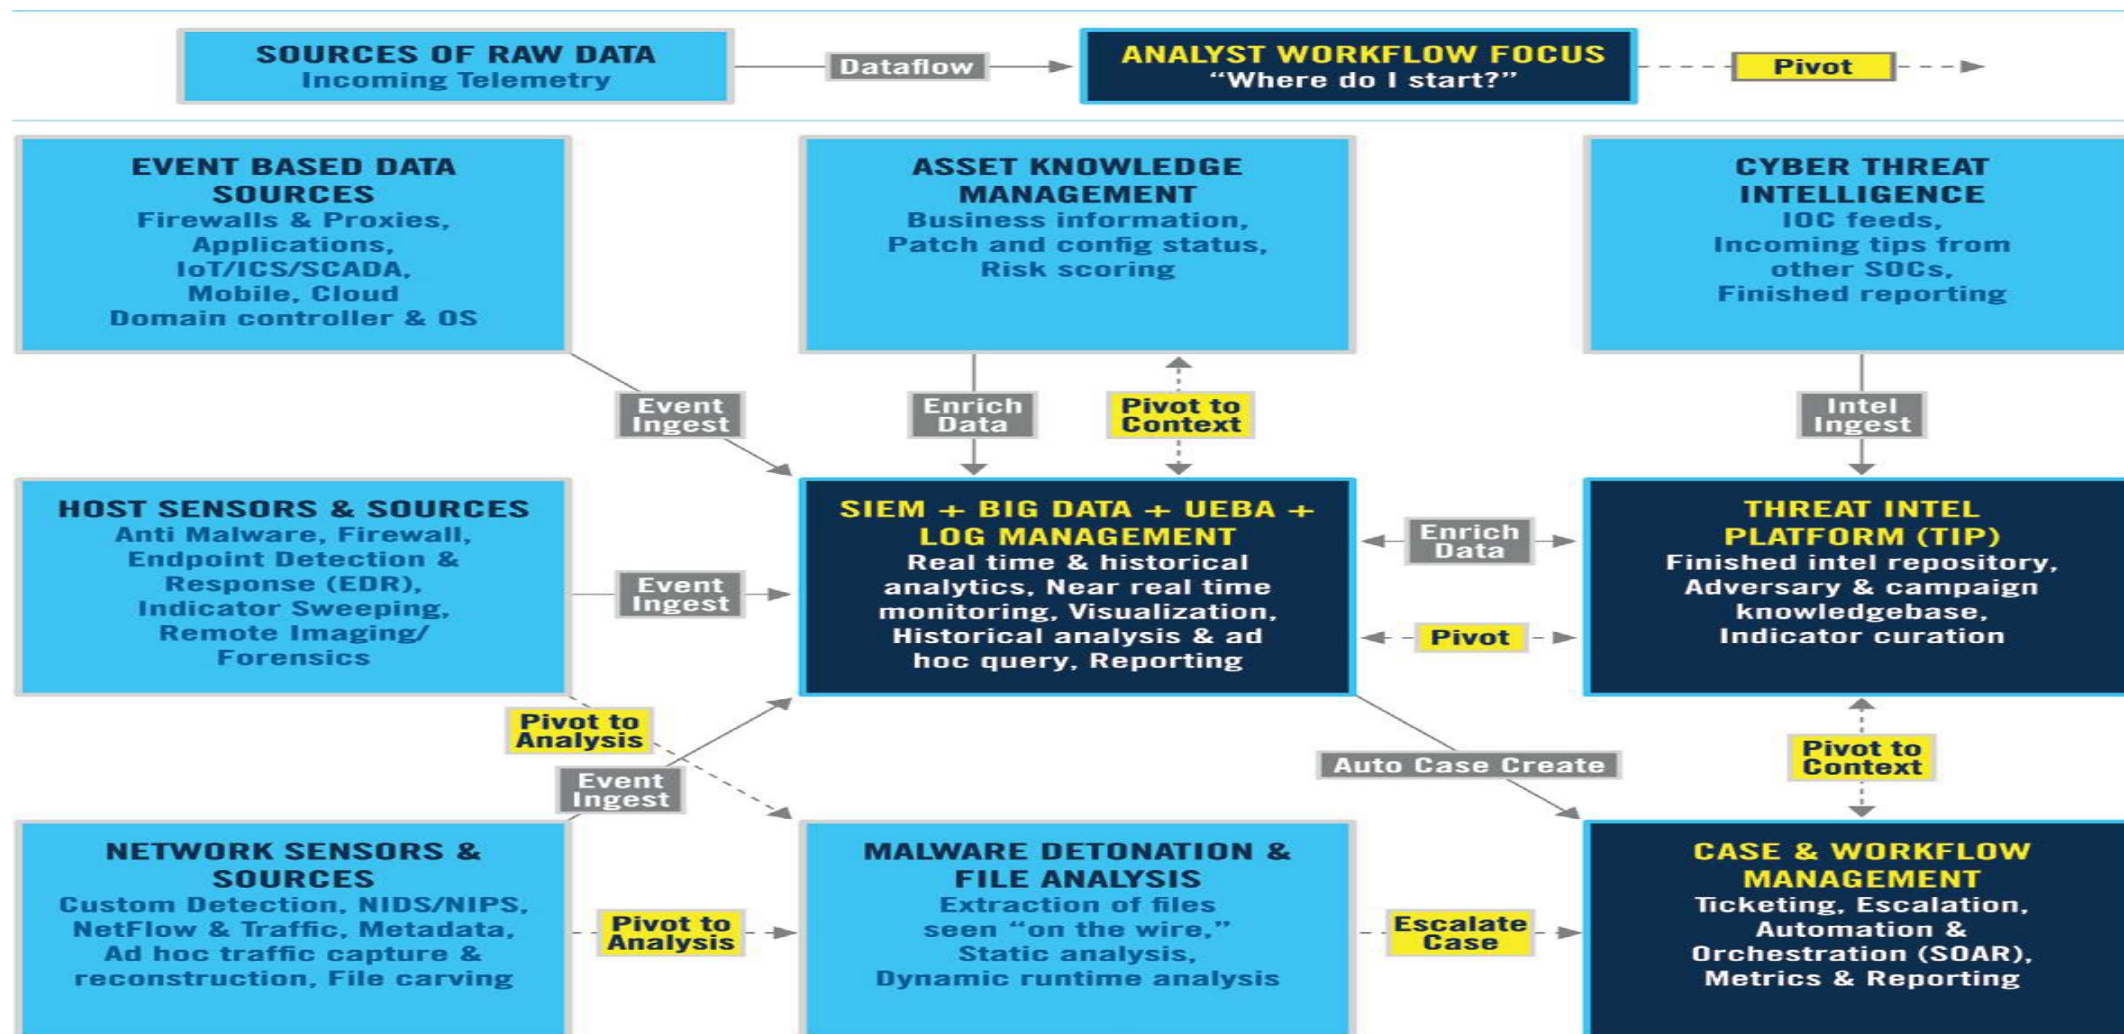 SOURCES OF RAW DATA
Incoming Telemetry
Dataflow
ANALYST WORKFLOW FOCUS
“Where do I start?”
Pivot
EVENT BASED DATA
SOURCES
Firewalls & Proxies,
Applications,
IoT/ICS/SCADA,
Mobile, Cloud
Domain controller & OS
ASSET KNOWLEDGE
MANAGEMENT
Business information,
Patch and config status,
Risk scoring
CYBER THREAT
INTELLIGENCE
IOC feeds,
Incoming tips from
other SOCs,
Finished reporting
Event
Ingest
Enrich
Data
Pivot to
Context
Intel
Ingest
HOST SENSORS & SOURCES
Anti Malware, Firewall,
Endpoint Detection &
Response (EDR),
Indicator Sweeping,
Remote Imaging/
Forensics
Event
Ingest
SIEM + BIG DATA + UEBA +
LOG MANAGEMENT
Real time & historical
analytics, Near real time
monitoring, Visualization,
Historical analysis & ad
hoc query, Reporting
Enrich
Data
Pivot
THREAT INTEL
PLATFORM (TIP)
Finished intel repository,
Adversary & campaign
knowledgebase,
Indicator curation
Pivot to
Analysis
Event
Ingest
Auto Case Create
Pivot to
Context
NETWORK SENSORS &
SOURCES
Custom Detection, NIDS/NIPS,
NetFlow & Traffic, Metadata,
Ad hoc traffic capture &
reconstruction, File carving
Pivot to
Analysis
MALWARE DETONATION &
FILE ANALYSIS
Extraction of files
seen “on the wire,”
Static analysis,
Dynamic runtime analysis
Escalate
Case
CASE & WORKFLOW
MANAGEMENT
Ticketing, Escalation,
Automation &
Orchestration (SOAR),
Metrics & Reporting